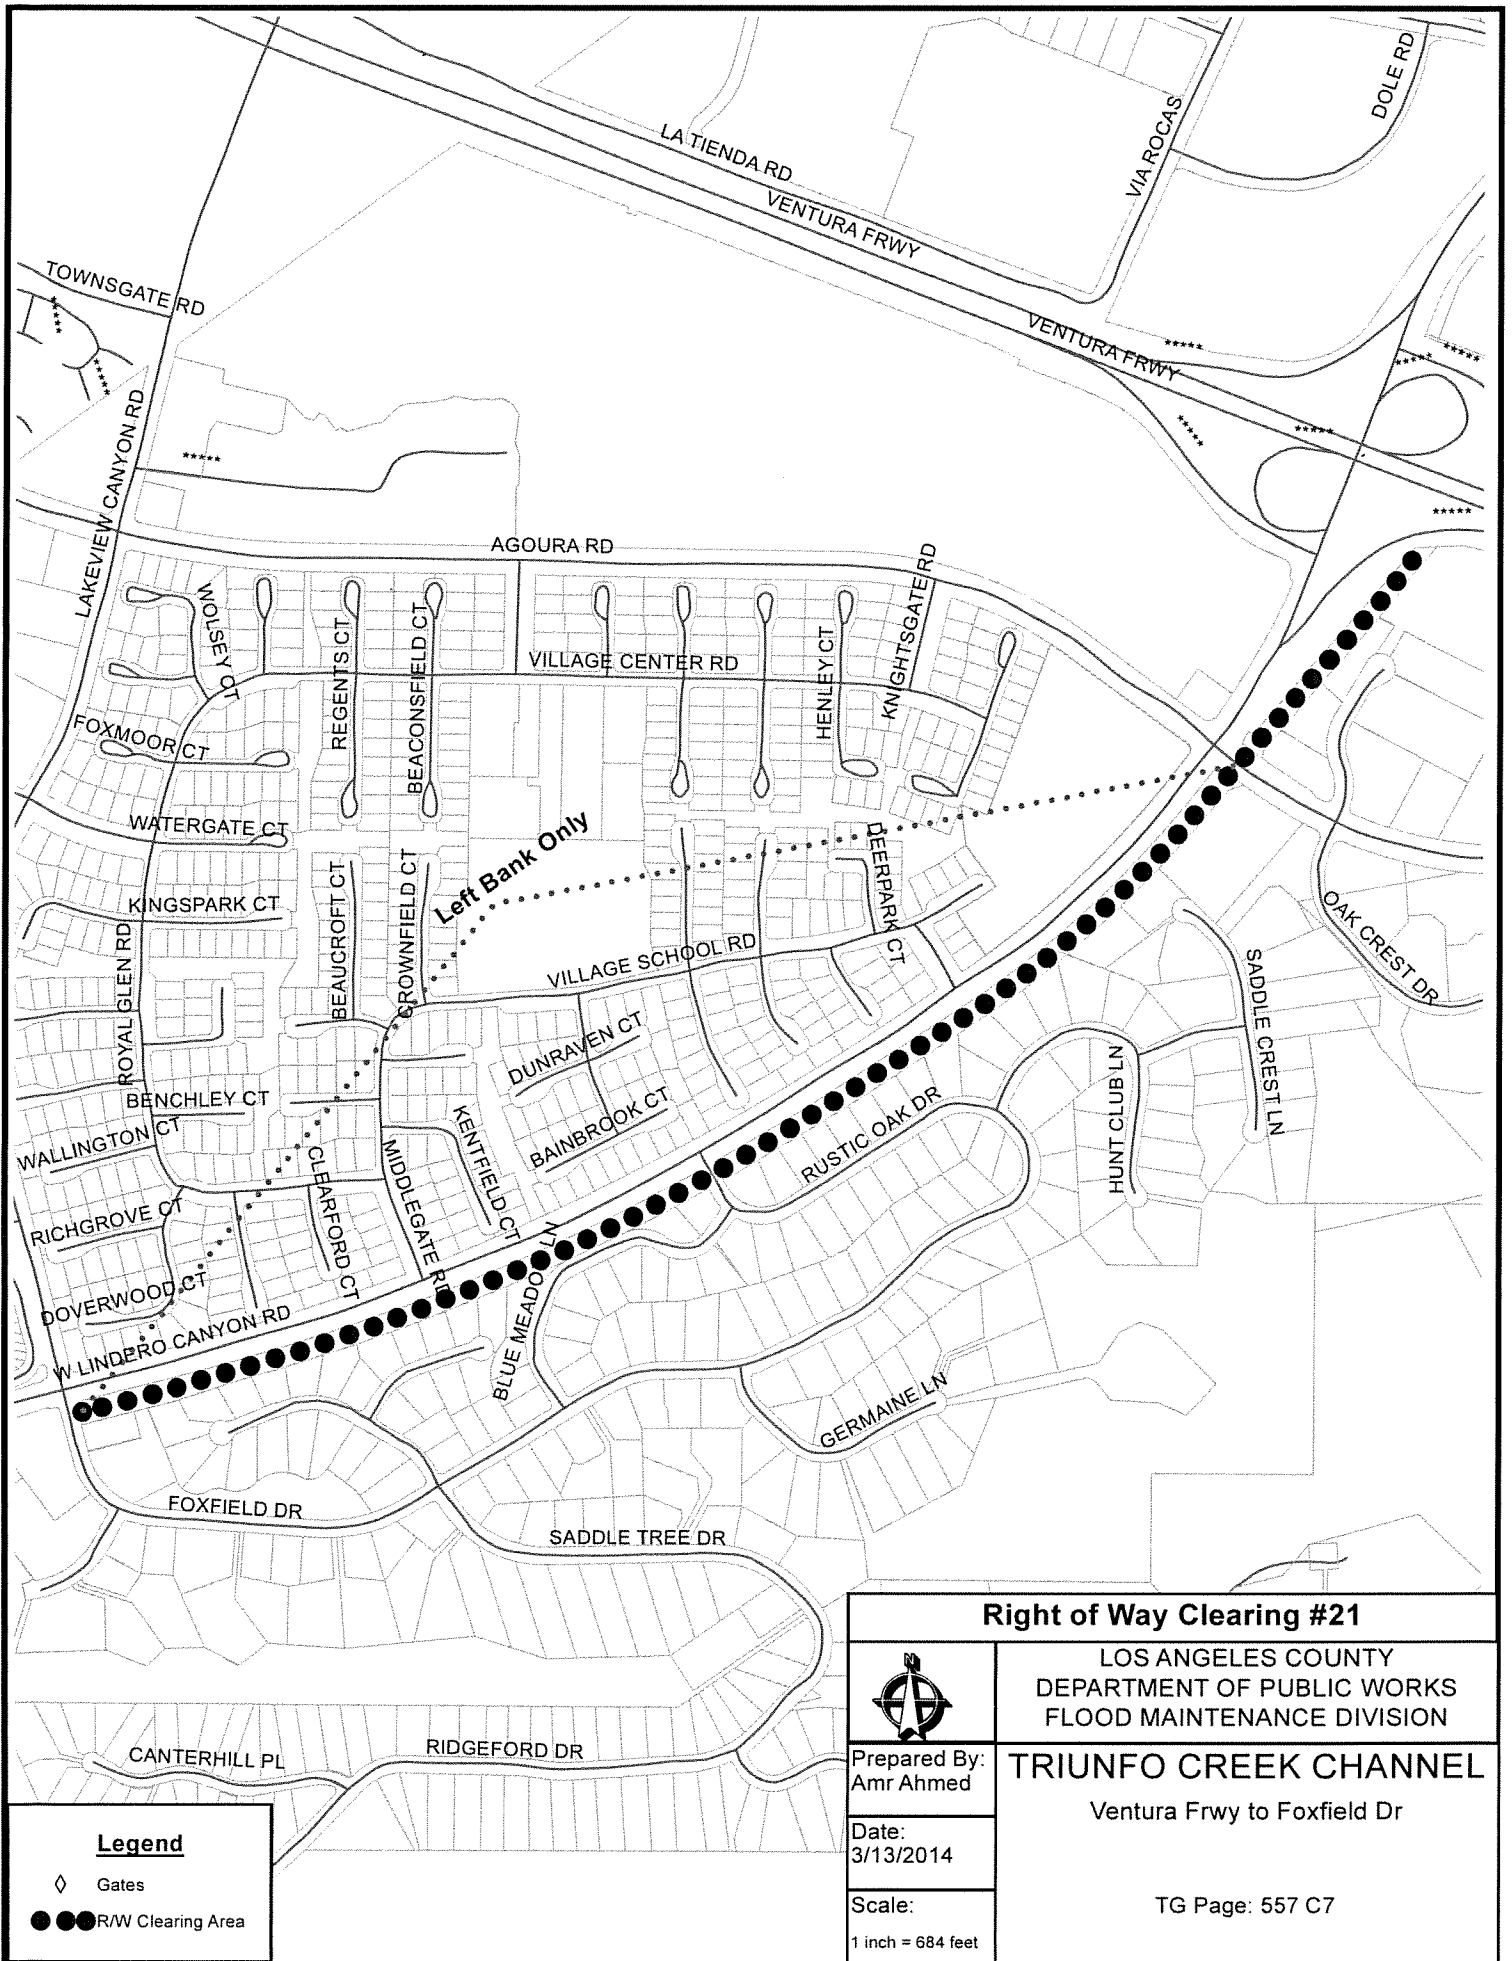 LA TIENDA RD
VENTURA FRWY
VIA ROCAS
DOLE RD
TOWNSGATE RD
*****
*****
VENTURA FRWY
*****
*****
*****
*****
*****
*****
*****
LAKEVIEW CANYON RD
AGOURA RD
WOLSEY CT
REGENTS CT
BEACONSFIELD CT
VILLAGE CENTER RD
HENLEY CT
KNIGHTSGATE RD
FOXMOOR CT
WATERGATE CT
Left Bank Only
DEERPARK CT
KINGSPARK CT
BEAUCROFT CT
CROWNFIELD CT
VILLAGE SCHOOL RD
OAK CREST DR
SADDLE CREST LN
ROYAL GLEN RD
DUNRAVEN CT
BENCHLEY CT
BAINBROOK CT
KENTFIELD CT
WALLINGTON CT
RUSTIC OAK DR
HUNT CLUB LN
CLEARFORD CT
MIDDLEGATE RD
RICHGROVE CT
DOVERWOOD CT
W LINDERO CANYON RD
BLUE MEADO LN
GERMAINE LN
FOXFIELD DR
SADDLE TREE DR
CANTERHILL PL
RIDGEFORD DR
Legend
Gates
R/W Clearing Area
Right of Way Clearing #21
N
LOS ANGELES COUNTY
DEPARTMENT OF PUBLIC WORKS
FLOOD MAINTENANCE DIVISION
Prepared By:
Amr Ahmed
TRIUNFO CREEK CHANNEL
Ventura Frwy to Foxfield Dr
Date:
3/13/2014
Scale:
1 inch = 684 feet
TG Page: 557 C7